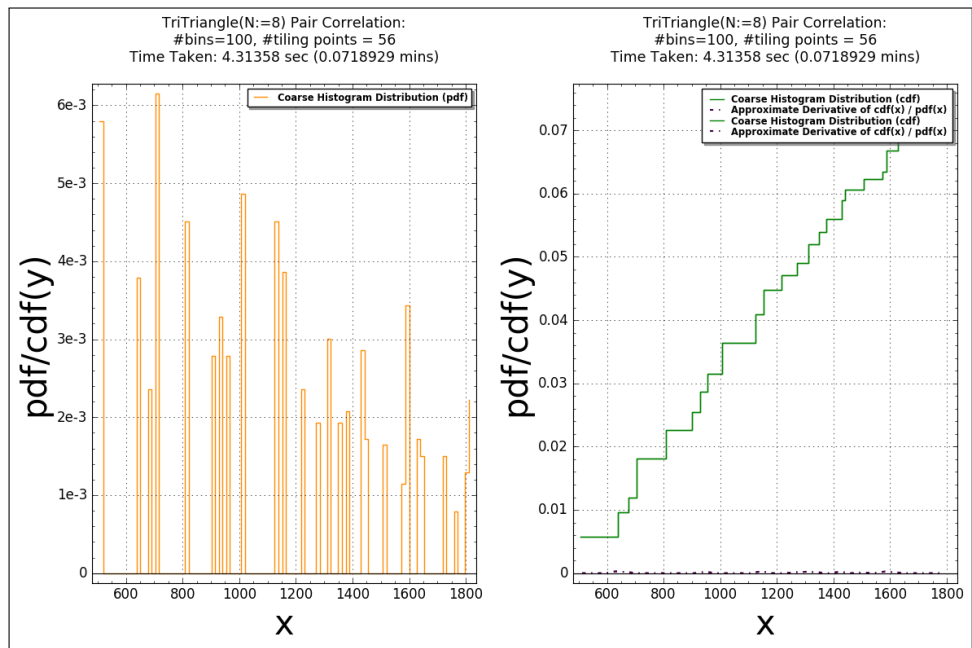 TriTriangle(N:=8) Pair Correlation:
#bins=100, #tiling points = 56
Time Taken: 4.31358 sec (0.0718929 mins)
Coarse Histogram Distribution (pdf)
6e-3
5e-3
4e-3
3e-3
2e-3
1e-3
0
pdf/cdf(y)
600
800
1000
1200
1400
1600
1800
x
TriTriangle(N:=8) Pair Correlation:
#bins=100, #tiling points = 56
Time Taken: 4.31358 sec (0.0718929 mins)
Coarse Histogram Distribution (cdf)
Approximate Derivative of cdf(x) / pdf(x)
Coarse Histogram Distribution (cdf)
Approximate Derivative of cdf(x) / pdf(x)
0.07
0.06
0.05
0.04
0.03
0.02
0.01
0
pdf/cdf(y)
600
800
1000
1200
1400
1600
1800
x